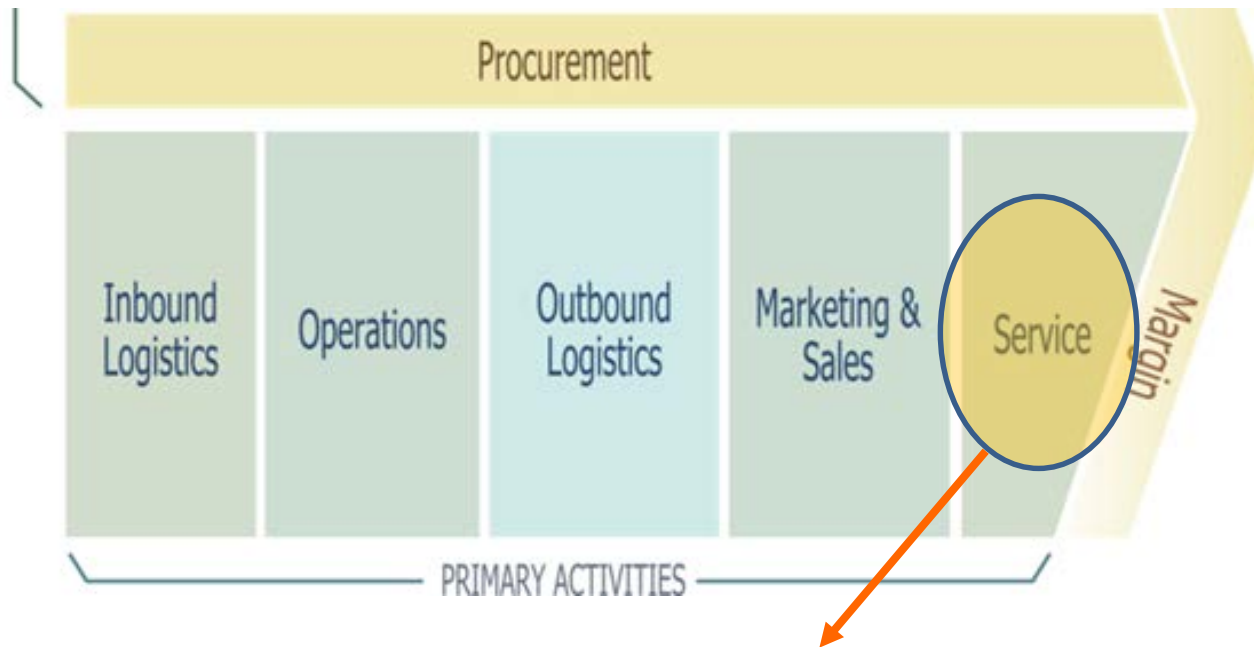 Procurement
Inbound
Logistics
Operations
Outbound
Logistics
Marketing &
Sales
Service
Margin
PRIMARY ACTIVITIES